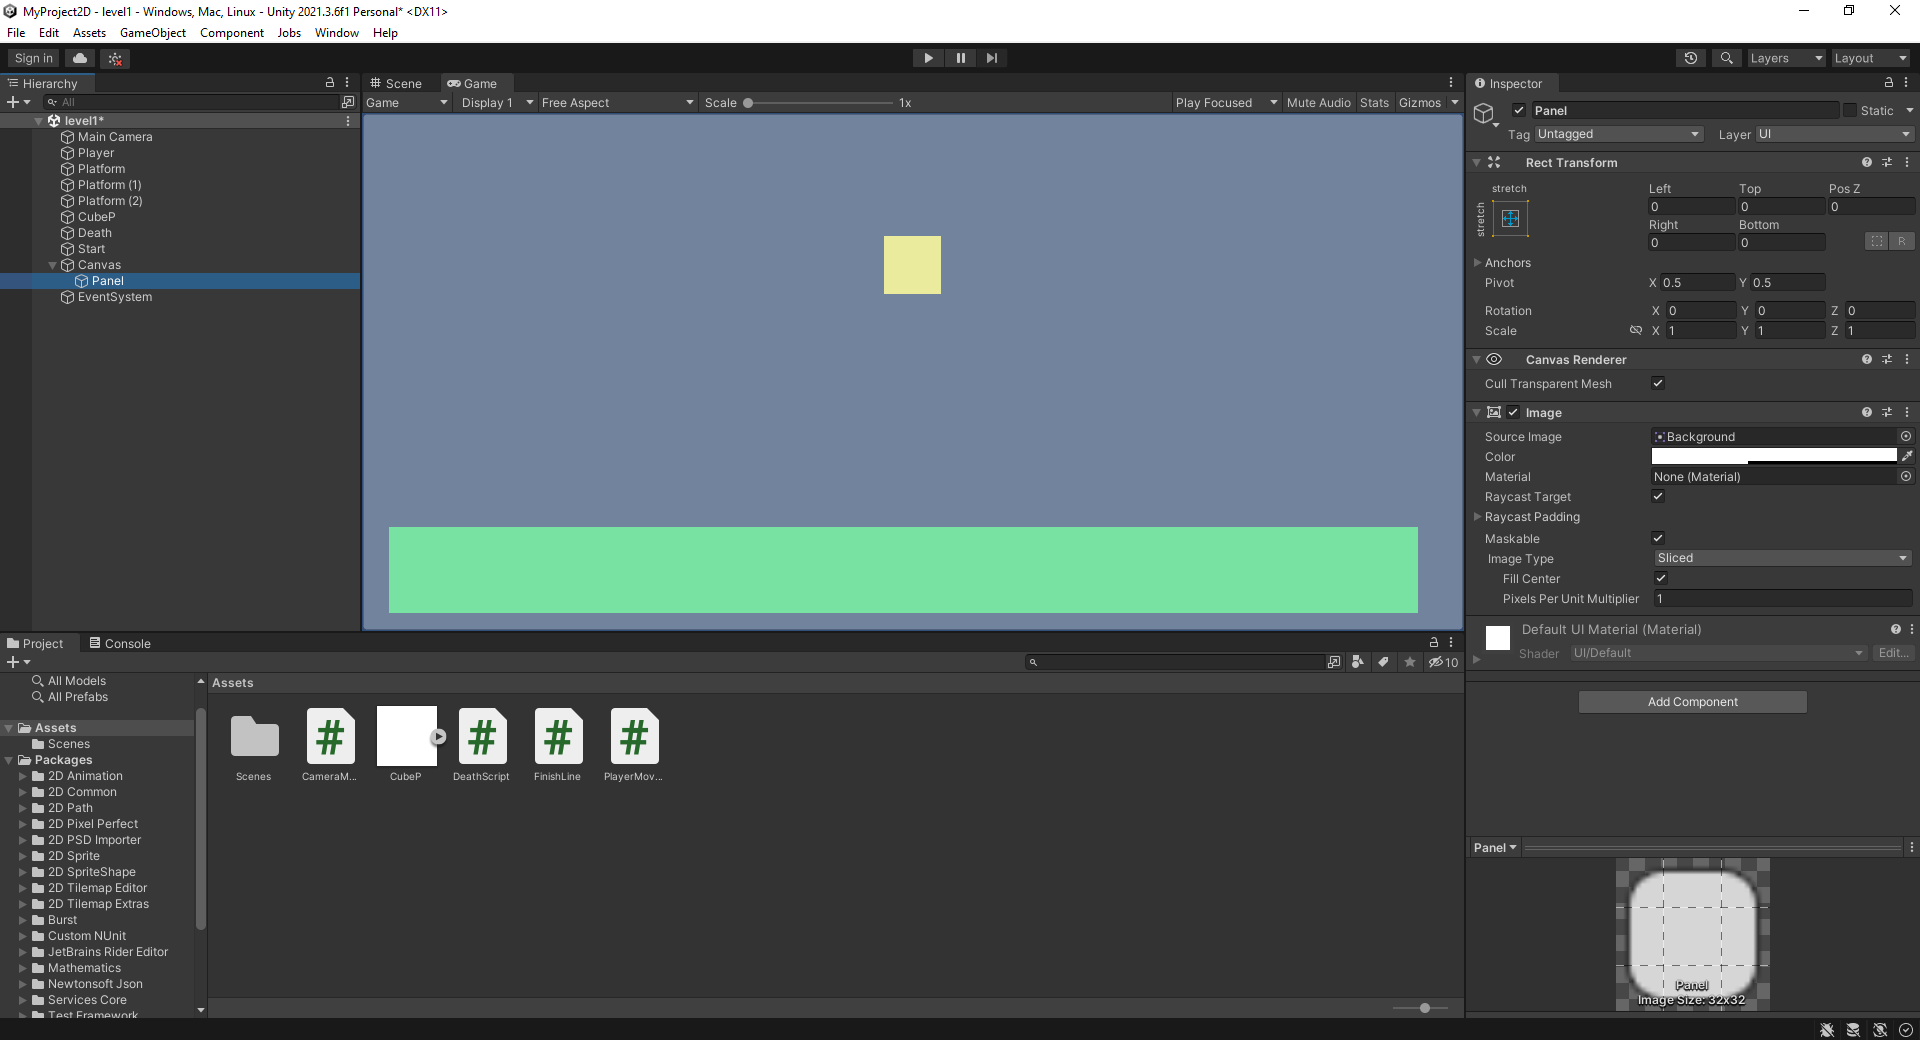 MyProject2D - level1 - Windows, Mac, Linux - Unity 2021.3.6f1 Personal* <DX11>
File Edit Assets GameObject Component Jobs Window Help
Sign in
Layers
Layout
Hierarchy
All
level1*
Main Camera
Player
Platform
Platform (1)
Platform (2)
CubeP
Death
Start
Canvas
Panel
EventSystem
Scene
Game
Game
Display 1
Free Aspect
Scale
1x
Play Focused
Mute Audio
Stats
Gizmos
Inspector
Panel
Static
Tag Untagged
Layer UI
Rect Transform
stretch
stretch
Left Top Pos Z
0 0 0
Right Bottom
0 0
R
Anchors
Pivot X 0.5 Y 0.5
Rotation X 0 Y 0 Z 0
Scale X 1 Y 1 Z 1
Canvas Renderer
Cull Transparent Mesh
Image
Source Image Background
Color
Material None (Material)
Raycast Target
Raycast Padding
Maskable
Image Type Sliced
Fill Center
Pixels Per Unit Multiplier 1
Default UI Material (Material)
Shader UI/Default Edit...
Add Component
Panel
Panel
Image Size: 32x32
Project
Console
10
All Models
All Prefabs
Assets
Scenes
Packages
2D Animation
2D Common
2D Path
2D Pixel Perfect
2D PSD Importer
2D Sprite
2D SpriteShape
2D Tilemap Editor
2D Tilemap Extras
Burst
Custom NUnit
JetBrains Rider Editor
Mathematics
Newtonsoft Json
Services Core
Test Framework
Assets
Scenes
CameraM...
CubeP
DeathScript
FinishLine
PlayerMov...